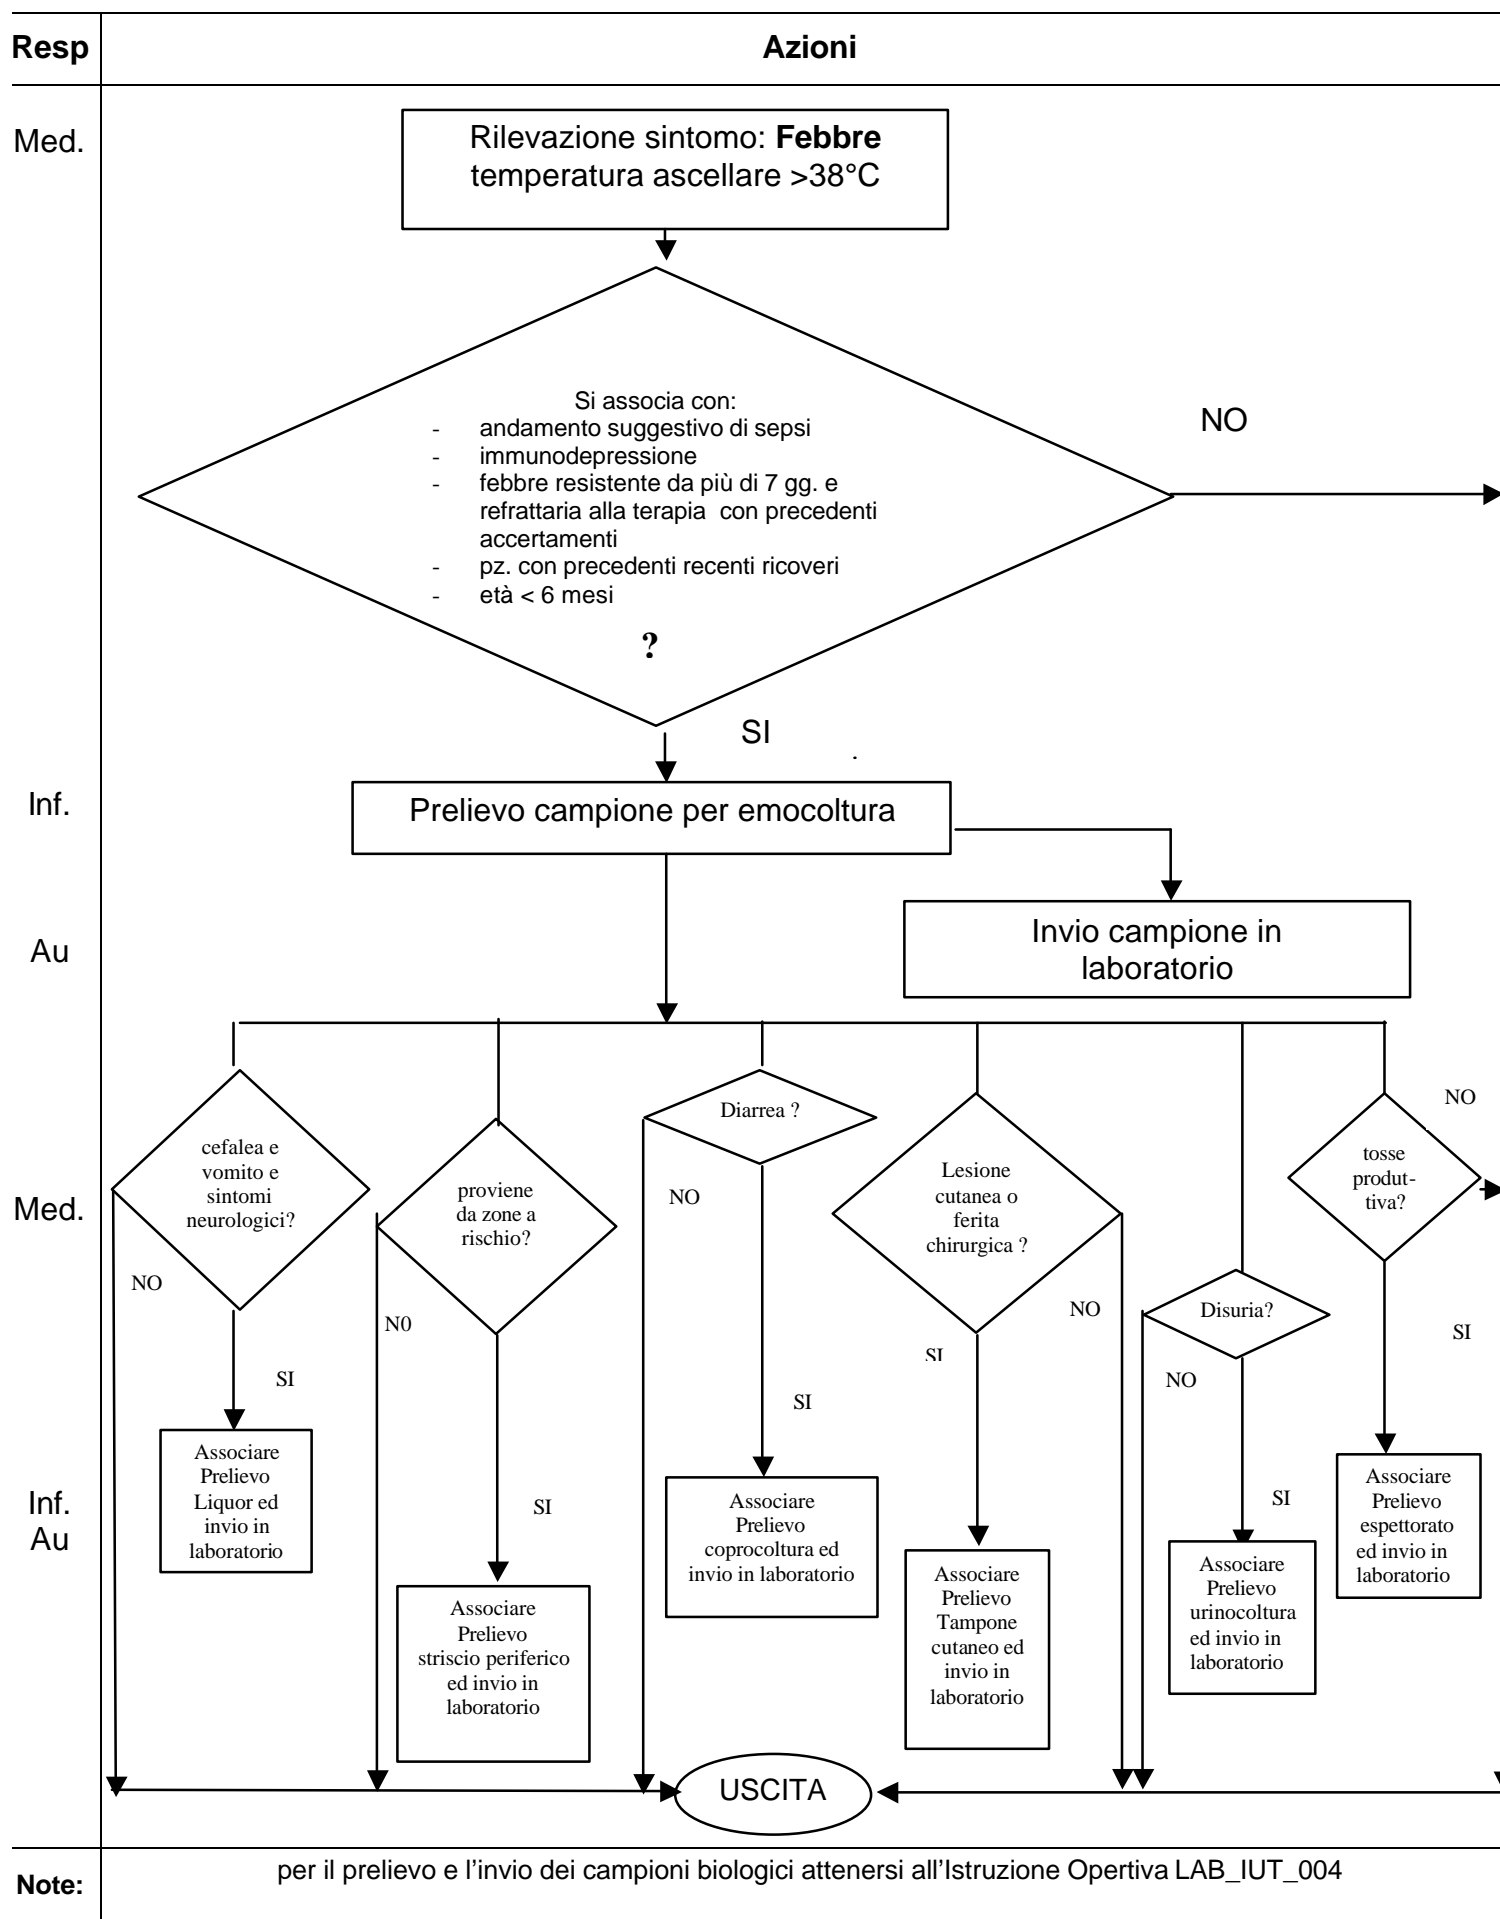 Resp
Azioni
Med.
Rilevazione sintomo: Febbre
temperatura ascellare >38°C
Si associa con:
- andamento suggestivo di sepsi
- immunodepressione
- febbre resistente da più di 7 gg. e
refrattaria alla terapia con precedenti
accertamenti
- pz. con precedenti recenti ricoveri
- età < 6 mesi
?
NO
SI
.
Inf.
Prelievo campione per emocoltura
Au
Invio campione in
laboratorio
Med.
cefalea e
vomito e
sintomi
neurologici?
NO
SI
proviene
da zone a
rischio?
N0
SI
Diarrea ?
NO
SI
Lesione
cutanea o
ferita
chirurgica ?
SI
NO
Disuria?
NO
SI
tosse
produt-
tiva?
NO
SI
Inf.
Au
Associare
Prelievo
Liquor ed
invio in
laboratorio
Associare
Prelievo
striscio periferico
ed invio in
laboratorio
Associare
Prelievo
coprocoltura ed
invio in laboratorio
Associare
Prelievo
Tampone
cutaneo ed
invio in
laboratorio
Associare
Prelievo
urinocoltura
ed invio in
laboratorio
Associare
Prelievo
espettorato
ed invio in
laboratorio
USCITA
Note:
per il prelievo e l'invio dei campioni biologici attenersi all'Istruzione Opertiva LAB_IUT_004